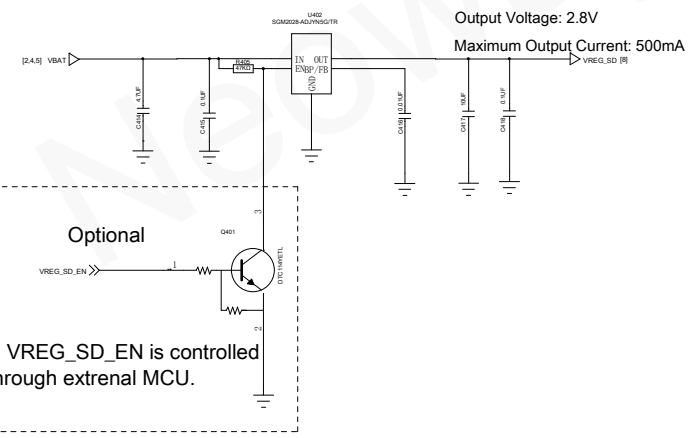 U402
SGM2028-ADJYN5G/TR
Output Voltage: 2.8V
Maximum Output Current: 500mA
[2,4,5] VBAT
R405
47KΩ
IN OUT
EN BP/FB
GND
VREG_SD [8]
4.7UF
C414
0.1UF
C415
0.01UF
C416
10UF
C417
0.1UF
C418
3
Optional
Q401
VREG_SD_EN
1
DTC114YETL
2
VREG_SD_EN is controlled
hrough extrenal MCU.
Neoway